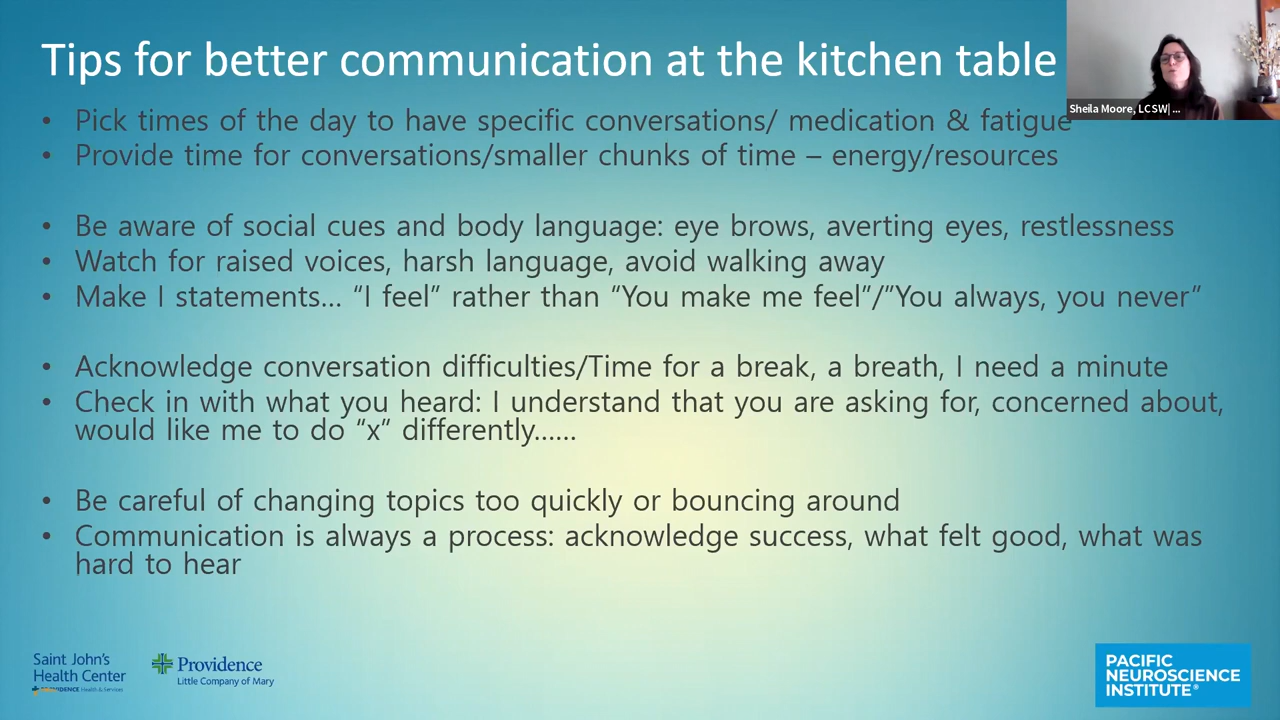 Tips for better communication at the kitchen table
Sheila Moore, LCSW| ...
• Pick times of the day to have specific conversations/ medication & fatigue
• Provide time for conversations/smaller chunks of time – energy/resources
• Be aware of social cues and body language: eye brows, averting eyes, restlessness
• Watch for raised voices, harsh language, avoid walking away
• Make I statements... “I feel” rather than “You make me feel”/”You always, you never“
• Acknowledge conversation difficulties/Time for a break, a breath, I need a minute
• Check in with what you heard: I understand that you are asking for, concerned about,
would like me to do “x” differently......
• Be careful of changing topics too quickly or bouncing around
• Communication is always a process: acknowledge success, what felt good, what was
hard to hear
Saint John's
Health Center
Health & Services
Providence
Little Company of Mary
PACIFIC
NEUROSCIENCE
INSTITUTE®